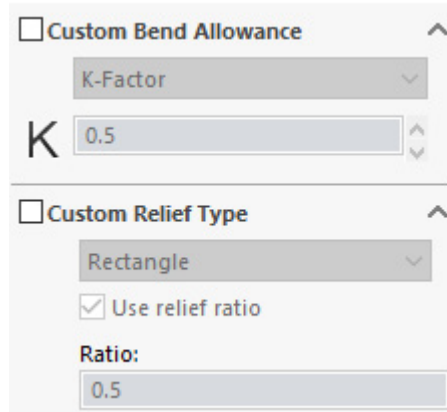 Custom Bend Allowance
K-Factor
K 0.5
Custom Relief Type
Rectangle
Use relief ratio
Ratio:
0.5